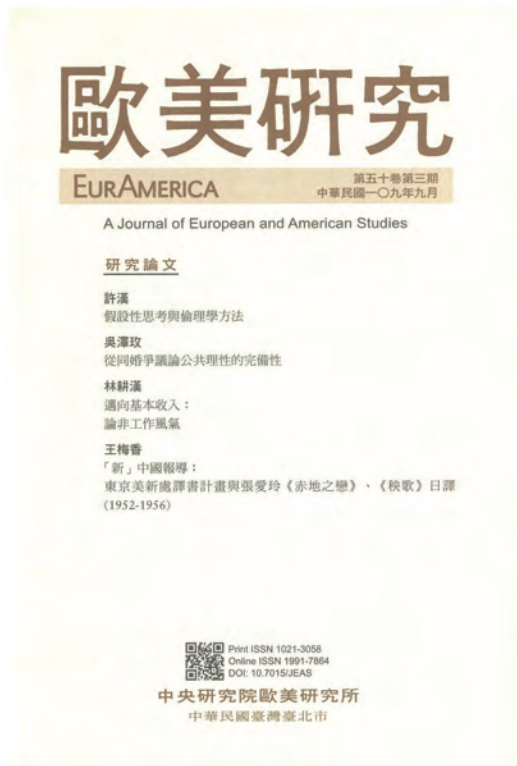 歐美研究
EURAMERICA
第五十卷第三期
中華民國一〇九年九月
A Journal of European and American Studies
研究論文
許漢
假設性思考與倫理學方法
吳澤玫
從同婚爭議論公共理性的完備性
林耕漢
邁向基本收入：
論非工作風氣
王梅香
「新」中國報導：
東京美新處譯書計畫與張愛玲《赤地之戀》、《秧歌》日譯
(1952-1956)
Print ISSN 1021-3058
Online ISSN 1991-7864
DOI: 10.7015/JEAS
中央研究院歐美研究所
中華民國臺灣臺北市